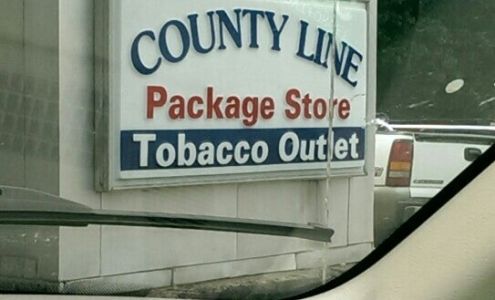 COUNTY LINE
Package Store
Tobacco Outlet